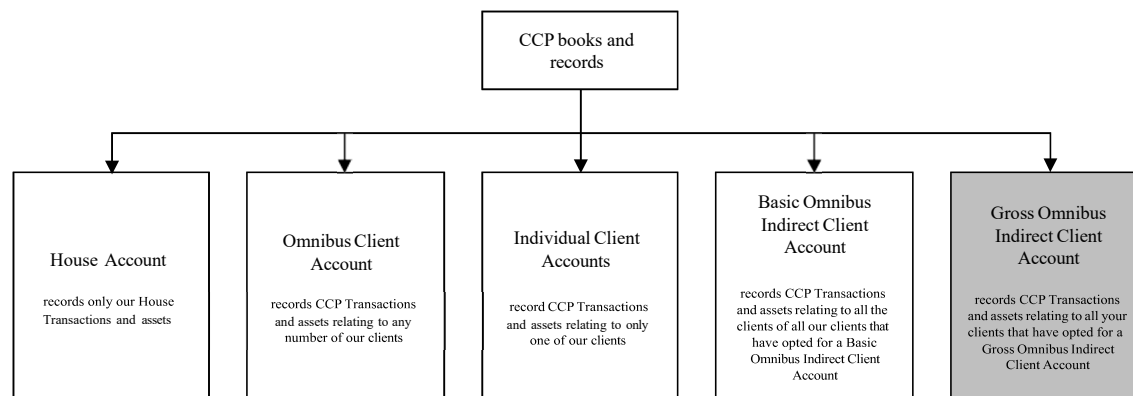 CCP books and
records
House Account
records only our House
Transactions and assets
Omnibus Client
Account
records CCP Transactions
and assets relating to any
number of our clients
Individual Client
Accounts
record CCP Transactions
and assets relating to only
one of our clients
Basic Omnibus
Indirect Client
Account
records CCP Transactions
and assets relating to all the
clients of all our clients that
have opted for a Basic
Omnibus Indirect Client
Account
Gross Omnibus
Indirect Client
Account
records CCP Transactions
and assets relating to all your
clients that have opted for a
Gross Omnibus Indirect
Client Account